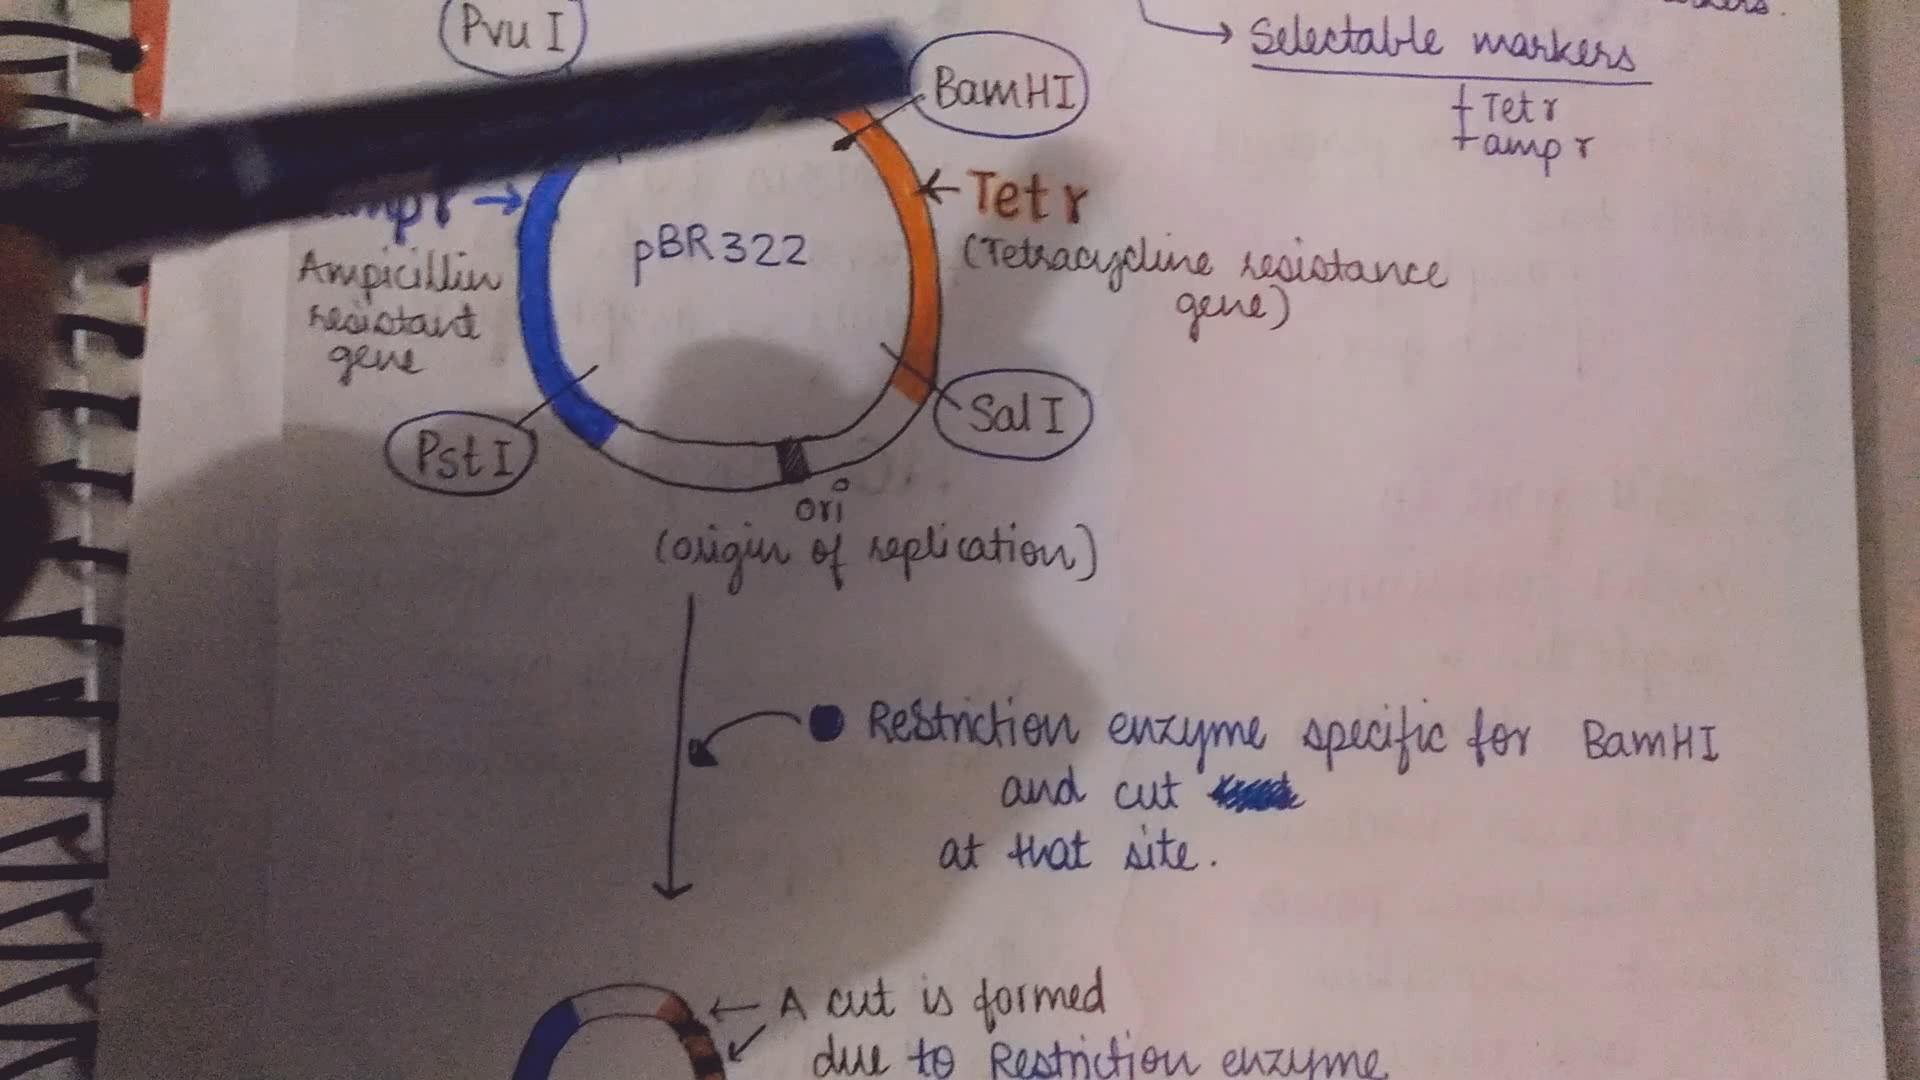 Pvu I
BamHI
Selectable markers
Tet r
amp r
Tet r
(Tetracycline resistance
gene)
pBR322
Ampicillin
resistant
gene
Pst I
Sal I
ori
(origin of replication)
Restriction enzyme specific for BamHI
and cut
at that site.
A cut is formed
due to Restriction enzyme